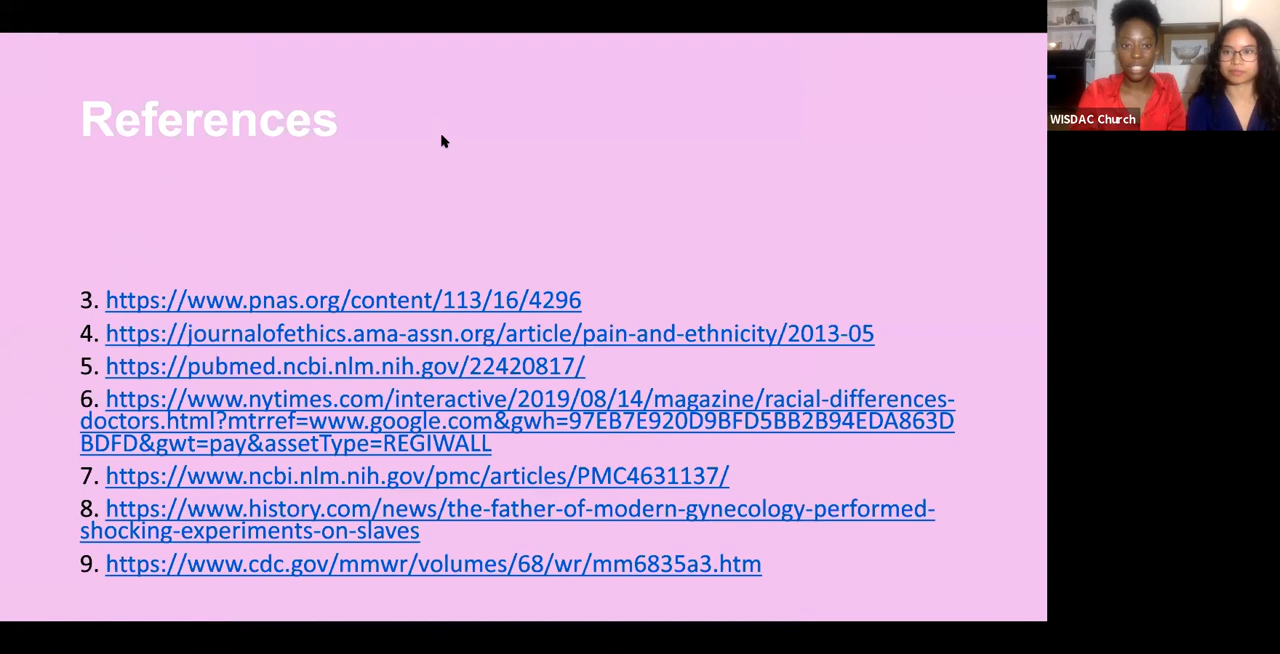 References
WISDAC Church
3. https://www.pnas.org/content/113/16/4296
4. https://journalofethics.ama-assn.org/article/pain-and-ethnicity/2013-05
5. https://pubmed.ncbi.nlm.nih.gov/22420817/
6. https://www.nytimes.com/interactive/2019/08/14/magazine/racial-differences-
doctors.html?mtrref=www.google.com&gwh=97EB7E920D9BFD5BB2B94EDA863D
BDFD&gwt=pay&assetType=REGIWALL
7. https://www.ncbi.nlm.nih.gov/pmc/articles/PMC4631137/
8. https://www.history.com/news/the-father-of-modern-gynecology-performed-
shocking-experiments-on-slaves
9. https://www.cdc.gov/mmwr/volumes/68/wr/mm6835a3.htm